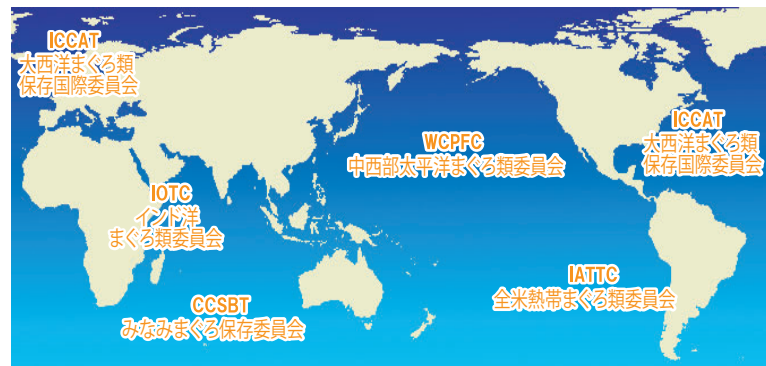 ICCAT
大西洋まぐろ類
保存国際委員会
ICCAT
大西洋まぐろ類
保存国際委員会
WCPFC
中西部太平洋まぐろ類委員会
IOTC
インド洋
まぐろ類委員会
IATTC
全米熱帯まぐろ類委員会
CCSBT
みなみまぐろ保存委員会